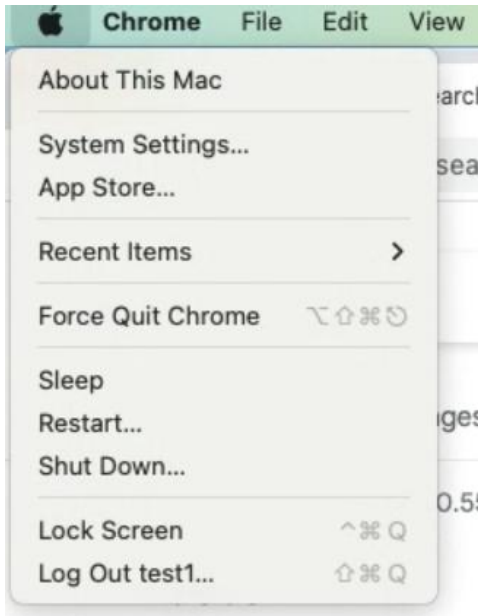 Chrome File Edit View
About This Mac
System Settings...
App Store...
Recent Items
Force Quit Chrome ⌥⇧⌘⎋
Sleep
Restart...
Shut Down...
Lock Screen ^⌘Q
Log Out test1... ⇧⌘Q